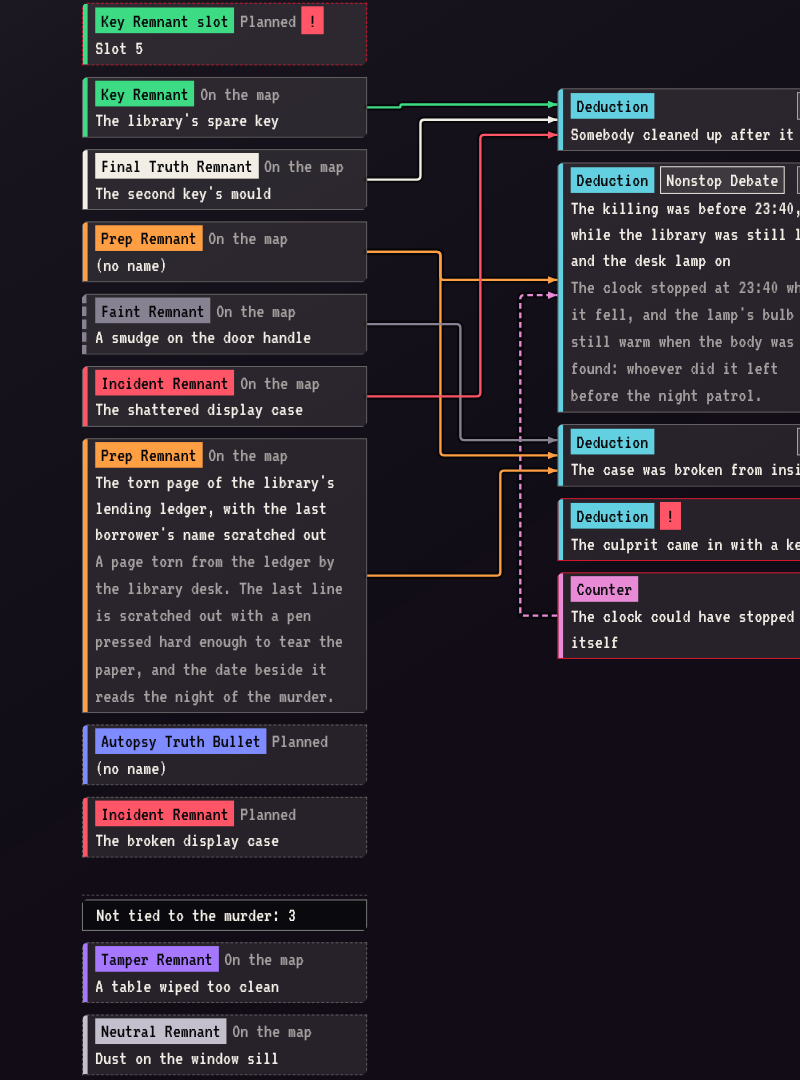 Key Remnant slot Planned !
Slot 5
Key Remnant On the map
The library's spare key
Final Truth Remnant On the map
The second key's mould
Prep Remnant On the map
(no name)
Faint Remnant On the map
A smudge on the door handle
Incident Remnant On the map
The shattered display case
Prep Remnant On the map
The torn page of the library's
lending ledger, with the last
borrower's name scratched out
A page torn from the ledger by
the library desk. The last line
is scratched out with a pen
pressed hard enough to tear the
paper, and the date beside it
reads the night of the murder.
Autopsy Truth Bullet Planned
(no name)
Incident Remnant Planned
The broken display case
Not tied to the murder: 3
Tamper Remnant On the map
A table wiped too clean
Neutral Remnant On the map
Dust on the window sill
Deduction
Somebody cleaned up after it
Deduction Nonstop Debate
The killing was before 23:40,
while the library was still
and the desk lamp on
The clock stopped at 23:40
it fell, and the lamp's bulb
still warm when the body was
found: whoever did it left
before the night patrol.
Deduction
The case was broken from
Deduction !
The culprit came in with a
Counter
The clock could have stopped
itself